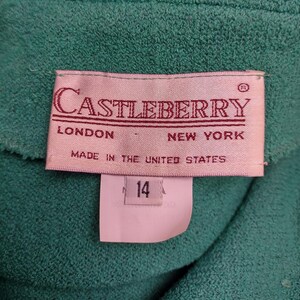 CASTLEBERRY®
LONDON NEW YORK
MADE IN THE UNITED STATES
14